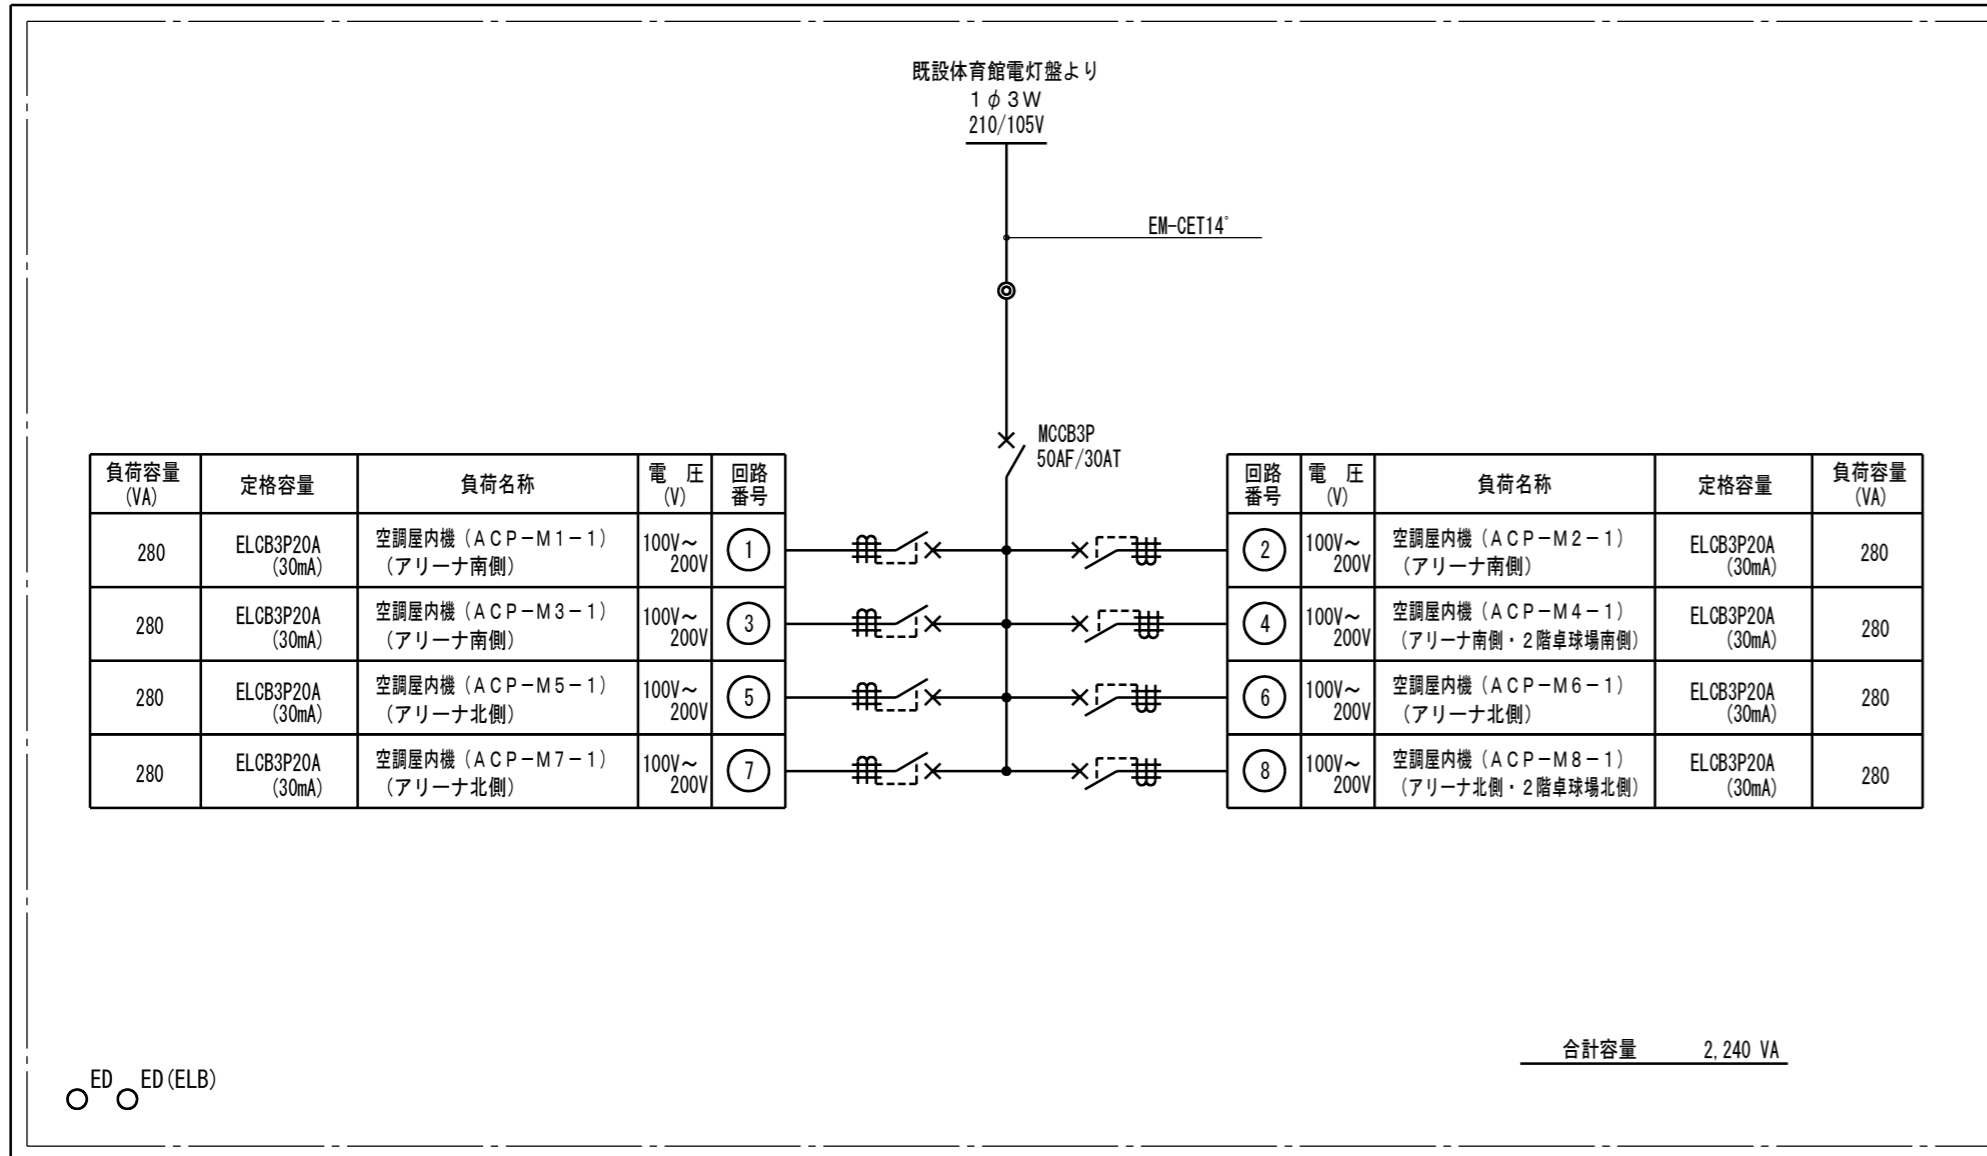 既設体育館電灯盤より
1φ3W
210/105V
EM-CET14゜
MCCB3P
50AF/30AT
負荷容量
(VA)
定格容量
負荷名称
電　圧
(V)
回路
番号
280
ELCB3P20A
(30mA)
空調屋内機（ACP－M1－1）
（アリーナ南側）
100V～
200V
1
280
ELCB3P20A
(30mA)
空調屋内機（ACP－M3－1）
（アリーナ南側）
100V～
200V
3
280
ELCB3P20A
(30mA)
空調屋内機（ACP－M5－1）
（アリーナ北側）
100V～
200V
5
280
ELCB3P20A
(30mA)
空調屋内機（ACP－M7－1）
（アリーナ北側）
100V～
200V
7
回路
番号
電　圧
(V)
負荷名称
定格容量
負荷容量
(VA)
2
100V～
200V
空調屋内機（ACP－M2－1）
（アリーナ南側）
ELCB3P20A
(30mA)
280
4
100V～
200V
空調屋内機（ACP－M4－1）
（アリーナ南側・2階卓球場南側）
ELCB3P20A
(30mA)
280
6
100V～
200V
空調屋内機（ACP－M6－1）
（アリーナ北側）
ELCB3P20A
(30mA)
280
8
100V～
200V
空調屋内機（ACP－M8－1）
（アリーナ北側・2階卓球場北側）
ELCB3P20A
(30mA)
280
合計容量　2,240 VA
ED　ED(ELB)